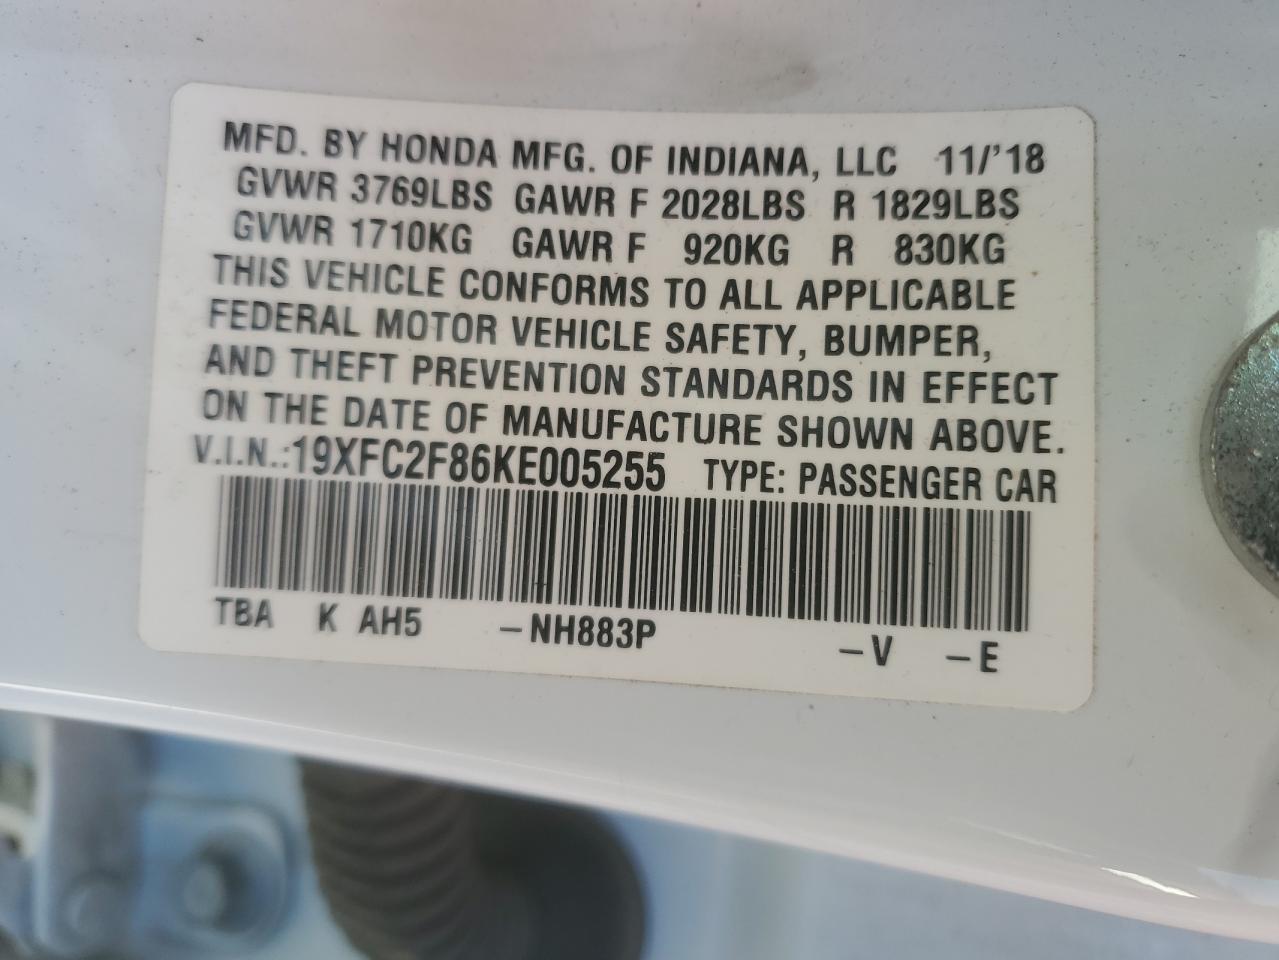 MFD. BY HONDA MFG. OF INDIANA, LLC 11/'18
GVWR 3769LBS GAWR F 2028LBS R 1829LBS
GVWR 1710KG GAWR F 920KG R 830KG
THIS VEHICLE CONFORMS TO ALL APPLICABLE
FEDERAL MOTOR VEHICLE SAFETY, BUMPER,
AND THEFT PREVENTION STANDARDS IN EFFECT
ON THE DATE OF MANUFACTURE SHOWN ABOVE.
V.I.N.:19XFC2F86KE005255 TYPE: PASSENGER CAR
TBA K AH5 –NH883P –V –E